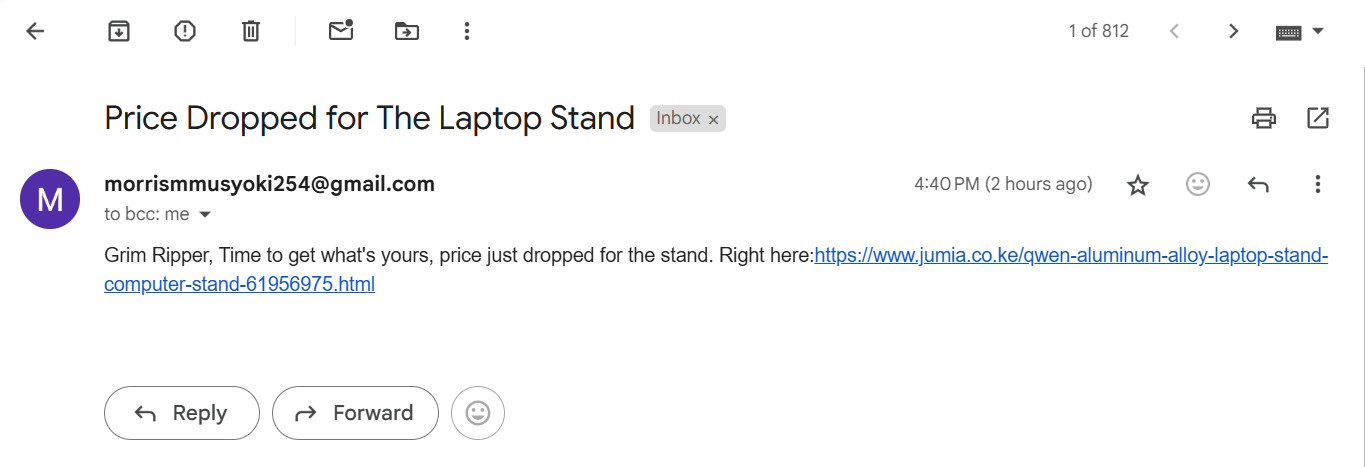 1 of 812
Price Dropped for The Laptop Stand Inbox ×
M
morrismmusyoki254@gmail.com 4:40 PM (2 hours ago)
to bcc: me
Grim Ripper, Time to get what's yours, price just dropped for the stand. Right here:https://www.jumia.co.ke/qwen-aluminum-alloy-laptop-stand-
computer-stand-61956975.html
Reply Forward